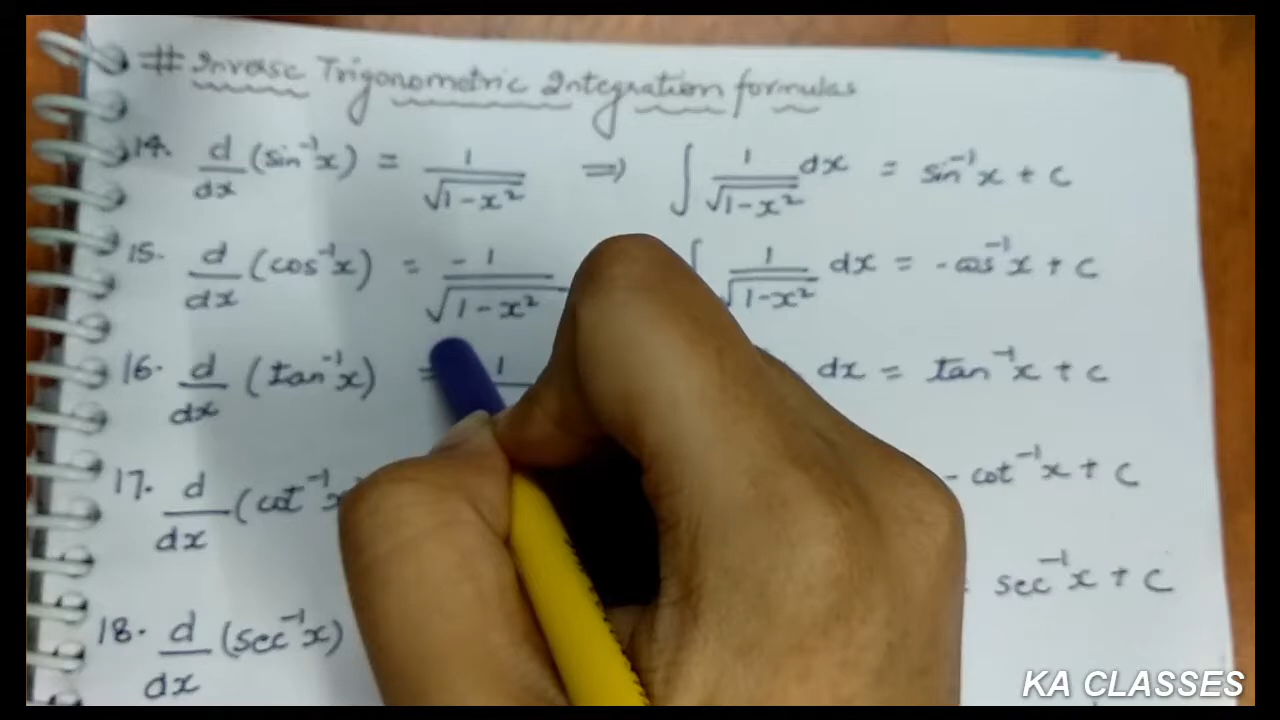 # Inverse Trigonometric Integration formulas
14. d/dx (sin⁻¹x) = 1/√(1-x²) ⇒ ∫ 1/√(1-x²) dx = sin⁻¹x + c
15. d/dx (cos⁻¹x) = -1/√(1-x²) ∫ 1/√(1-x²) dx = -cos⁻¹x + c
16. d/dx (tan⁻¹x) = 1 dx = tan⁻¹x + c
17. d/dx (cot⁻¹x - cot⁻¹x + c
18. d/dx (sec⁻¹x) sec⁻¹x + c
KA CLASSES